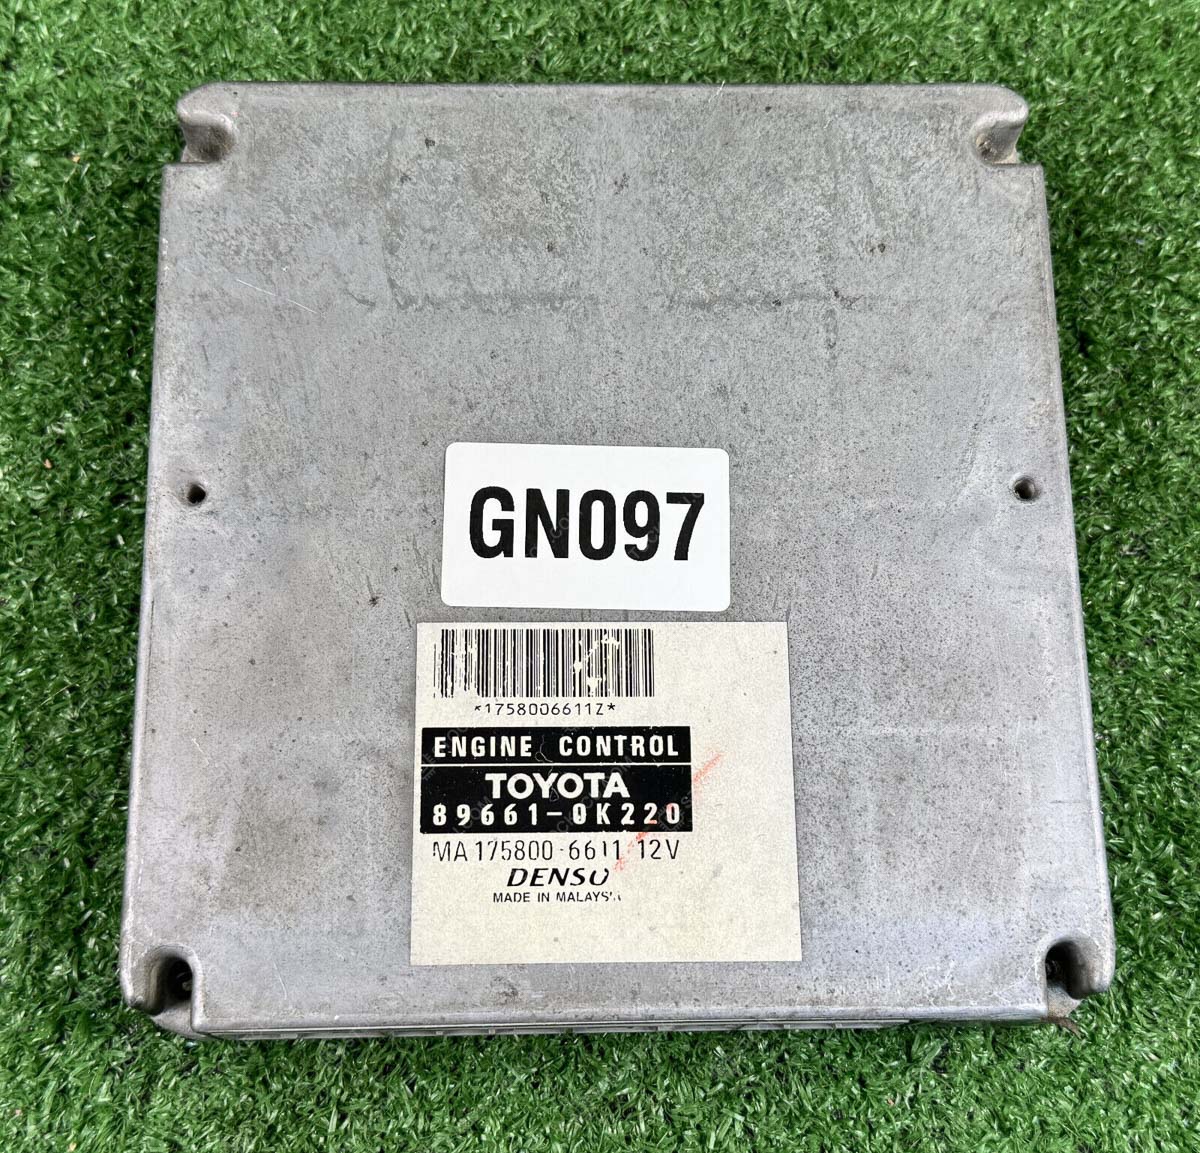 GN097
*1758006611Z*
ENGINE CONTROL
TOYOTA
89661-0K220
MA 175800-6611 12V
DENSO
MADE IN MALAYSIA